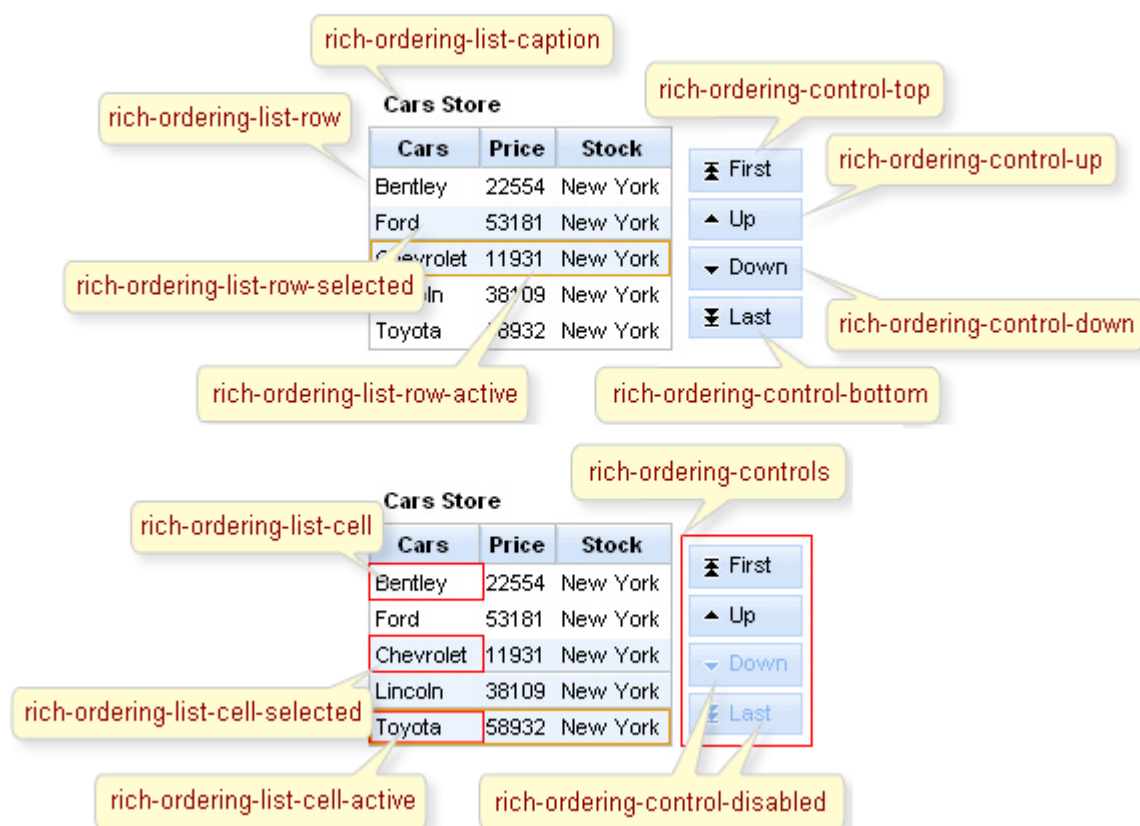 rich-ordering-list-caption
rich-ordering-control-top
Cars Store
rich-ordering-list-row
Cars Price Stock
rich-ordering-control-up
First
Bentley 22554 New York
Up
Ford 53181 New York
Chevrolet 11931 New York
Down
rich-ordering-list-row-selected
38109 New York
Last
rich-ordering-control-down
Toyota 8932 New York
rich-ordering-list-row-active
rich-ordering-control-bottom
rich-ordering-controls
Cars Store
rich-ordering-list-cell
Cars Price Stock
First
Bentley 22554 New York
Up
Ford 53181 New York
Chevrolet 11931 New York
Down
Lincoln 38109 New York
rich-ordering-list-cell-selected
Last
Toyota 58932 New York
rich-ordering-list-cell-active
rich-ordering-control-disabled